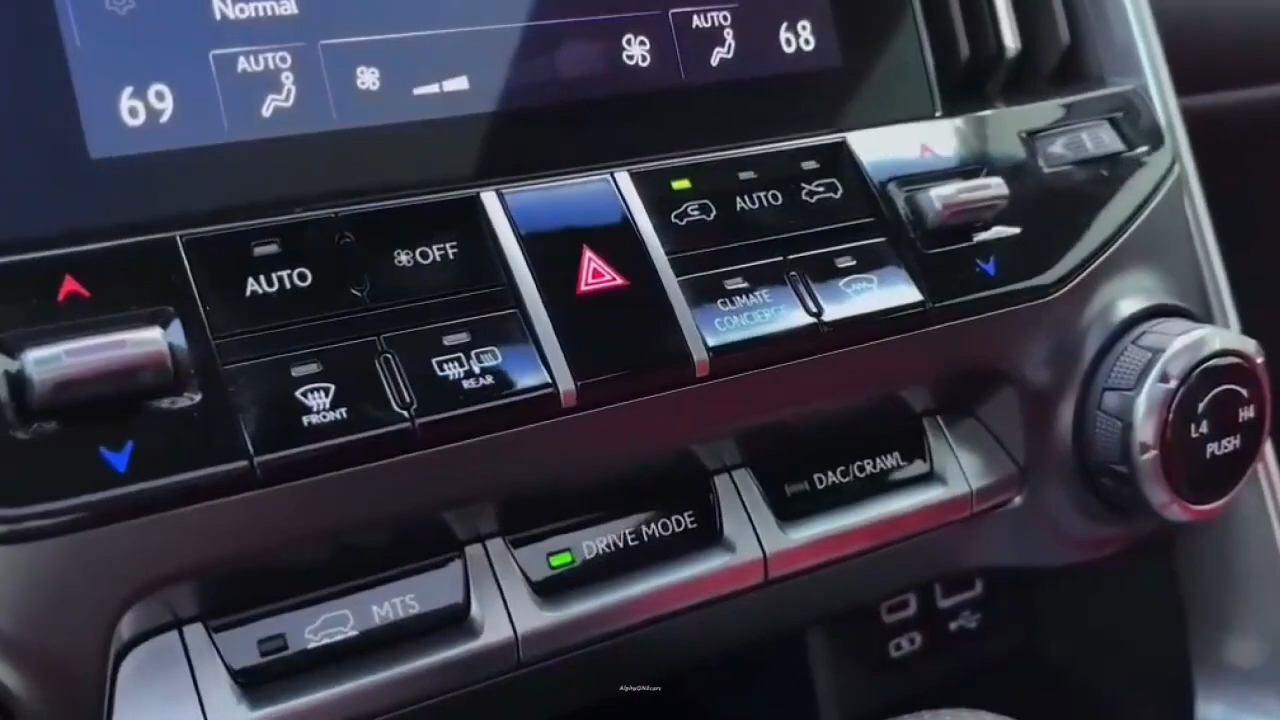 Normal
69
AUTO
AUTO
68
AUTO
OFF
AUTO
CLIMATE
CONCIERGE
FRONT
REAR
L4
H4
PUSH
DAC/CRAWL
DRIVE MODE
MTS
AlphaONEcars